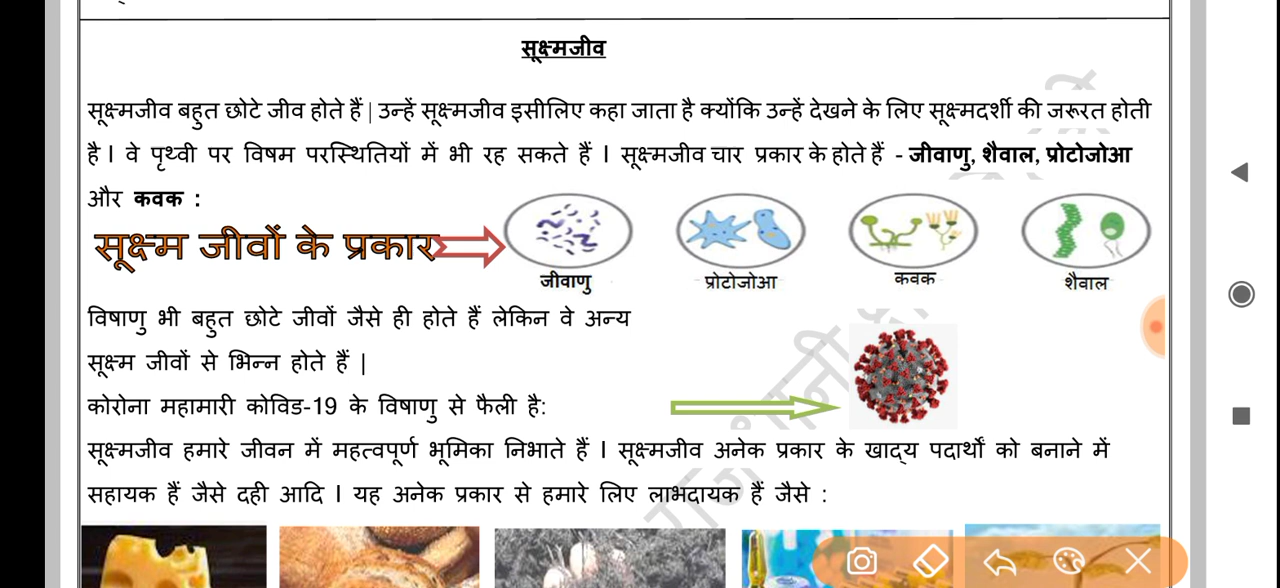 सूक्ष्मजीव
सूक्ष्मजीव बहुत छोटे जीव होते हैं | उन्हें सूक्ष्मजीव इसीलिए कहा जाता है क्योंकि उन्हें देखने के लिए सूक्ष्मदर्शी की जरूरत होती
है I वे पृथ्वी पर विषम परस्थितियों में भी रह सकते हैं I सूक्ष्मजीव चार प्रकार के होते हैं - जीवाणु, शैवाल, प्रोटोजोआ
और कवक :
सूक्ष्म जीवों के प्रकार
जीवाणु प्रोटोजोआ कवक शैवाल
विषाणु भी बहुत छोटे जीवों जैसे ही होते हैं लेकिन वे अन्य
सूक्ष्म जीवों से भिन्न होते हैं |
कोरोना महामारी कोविड-19 के विषाणु से फैली है:
सूक्ष्मजीव हमारे जीवन में महत्वपूर्ण भूमिका निभाते हैं I सूक्ष्मजीव अनेक प्रकार के खाद्य पदार्थों को बनाने में
सहायक हैं जैसे दही आदि I यह अनेक प्रकार से हमारे लिए लाभदायक हैं जैसे :